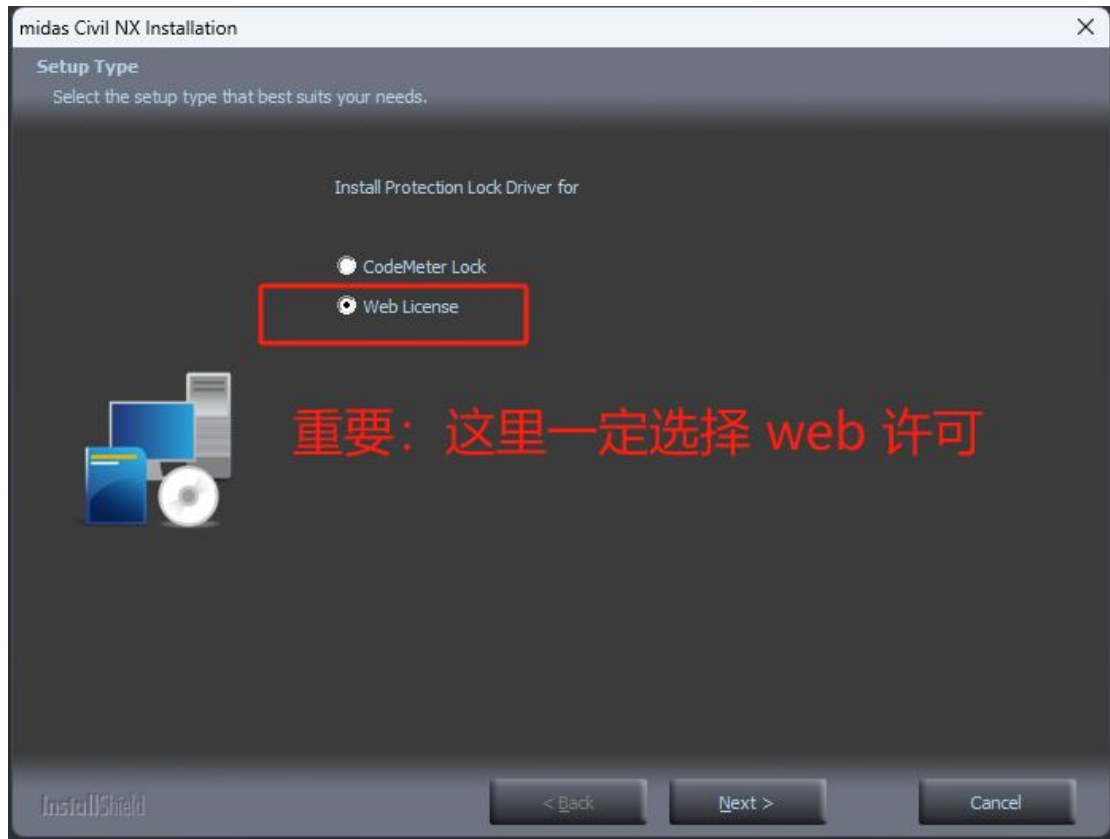 midas Civil NX Installation
Setup Type
Select the setup type that best suits your needs.
Install Protection Lock Driver for
CodeMeter Lock
Web License
重要：这里一定选择 web 许可
InstallShield
< Back
Next >
Cancel